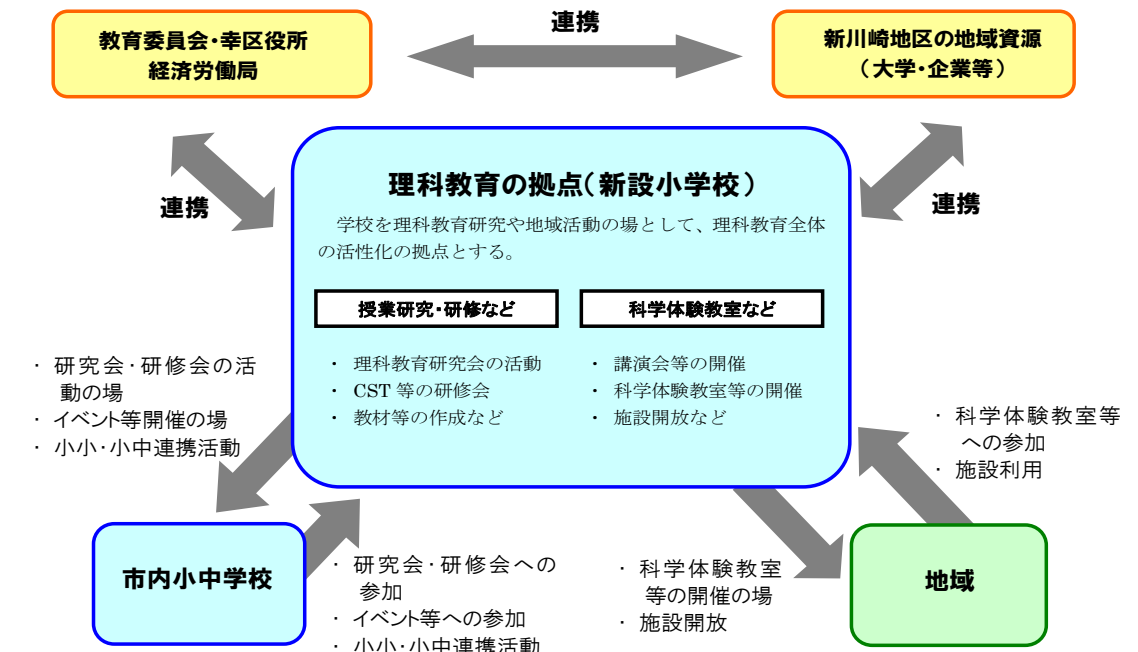 連携
教育委員会・幸区役所
経済労働局
新川崎地区の地域資源
(大学・企業等)
連携
連携
理科教育の拠点(新設小学校)
学校を理科教育研究や地域活動の場として、理科教育全体
の活性化の拠点とする。
授業研究・研修など
科学体験教室など
・ 理科教育研究会の活動
・ CST 等の研修会
・ 教材等の作成など
・ 講演会等の開催
・ 科学体験教室等の開催
・ 施設開放など
・ 研究会・研修会の活
動の場
・ イベント等開催の場
・ 小小・小中連携活動
・ 科学体験教室等
への参加
・ 施設利用
市内小中学校
・ 研究会・研修会への
参加
・ イベント等への参加
・ 小小・小中連携活動
・ 科学体験教室
等の開催の場
・ 施設開放
地域